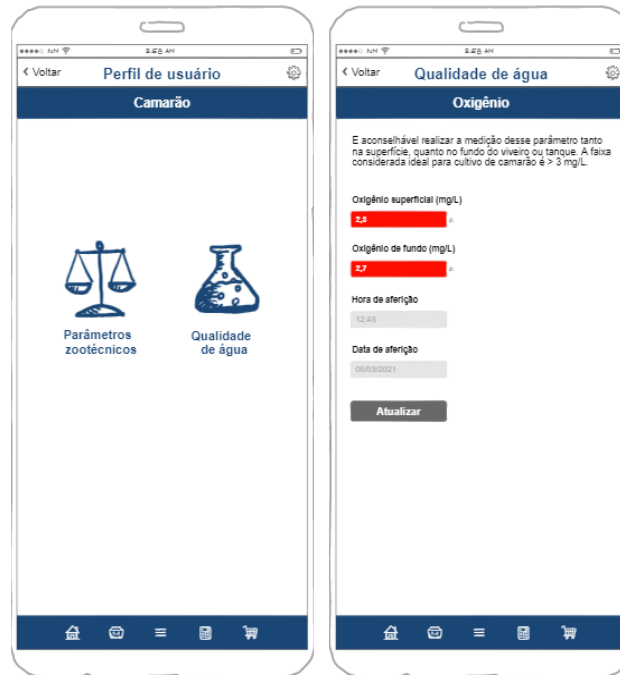 ‹ Voltar
Perfil de usuário
Camarão
Parâmetros
zootécnicos
Qualidade
de água
‹ Voltar
Qualidade de água
Oxigênio
E aconselhável realizar a medição desse parâmetro tanto
na superfície, quanto no fundo do viveiro ou tanque. A faixa
considerada ideal para cultivo de camarão é > 3 mg/L.
Oxigênio superficial (mg/L)
Oxigênio de fundo (mg/L)
2,7
Hora de aferição
12:45
Data de aferição
06/03/2021
Atualizar